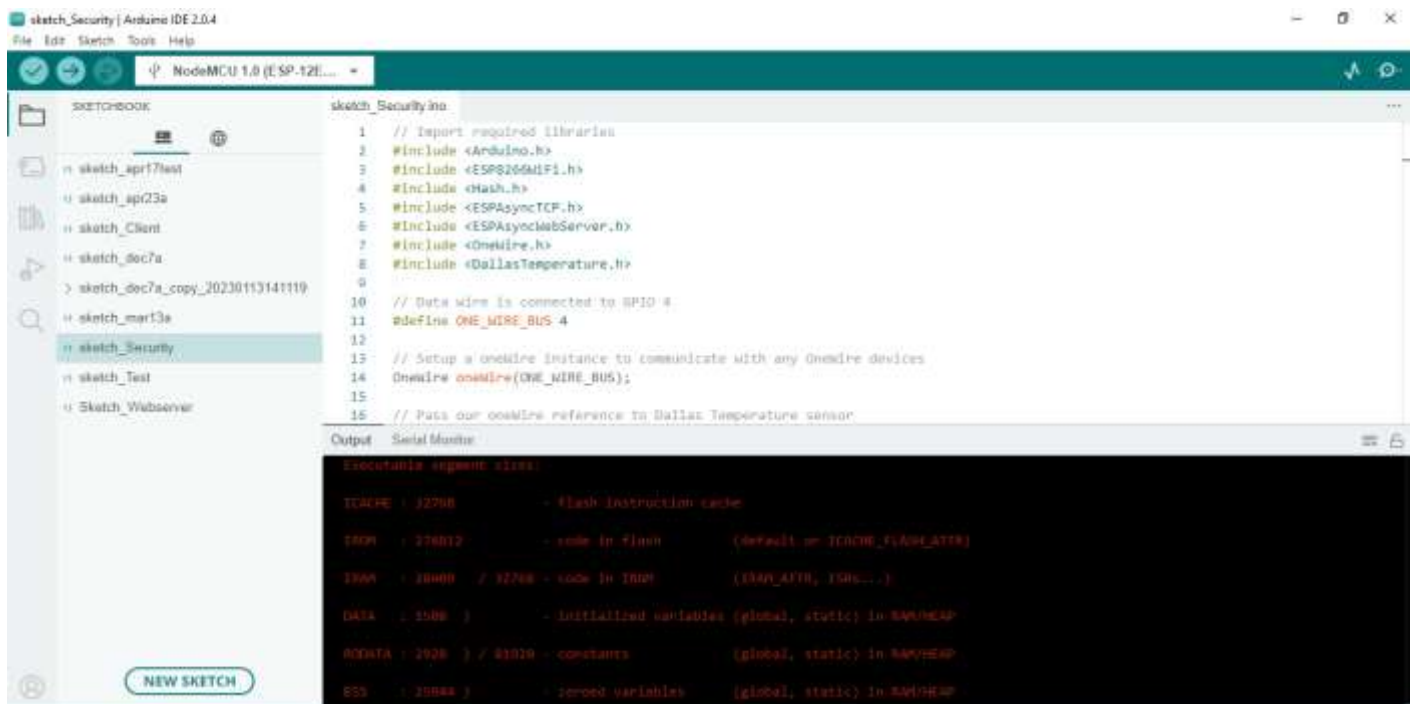 sketch_Security | Arduino IDE 2.0.4
File Edit Sketch Tools Help
NodeMCU 1.0 (ESP-12E...
SKETCHBOOK
sketch_apr17test
sketch_apr23a
sketch_Client
sketch_dec7a
sketch_dec7a_copy_20230113141119
sketch_mar13a
sketch_Security
sketch_Test
Sketch_Webserver
NEW SKETCH
sketch_Security.ino
1 // Import required libraries
2 #include <Arduino.h>
3 #include <ESP8266WiFi.h>
4 #include <Hash.h>
5 #include <ESPAsyncTCP.h>
6 #include <ESPAsyncWebServer.h>
7 #include <OneWire.h>
8 #include <DallasTemperature.h>
9
10 // Data wire is connected to GPIO 4
11 #define ONE_WIRE_BUS 4
12
13 // Setup a oneWire instance to communicate with any OneWire devices
14 OneWire oneWire(ONE_WIRE_BUS);
15
16 // Pass our oneWire reference to Dallas Temperature sensor
Output Serial Monitor
Executable segment sizes:
ICACHE : 32768 - flash instruction cache
IROM : - code in flash (default or ICACHE_FLASH_ATTR)
IRAM : / 32768 - code in IRAM (IRAM_ATTR, ISRs...)
DATA : ) - initialized variables (global, static) in RAM/HEAP
RODATA : ) / - constants (global, static) in RAM/HEAP
BSS : ) - zeroed variables (global, static) in RAM/HEAP